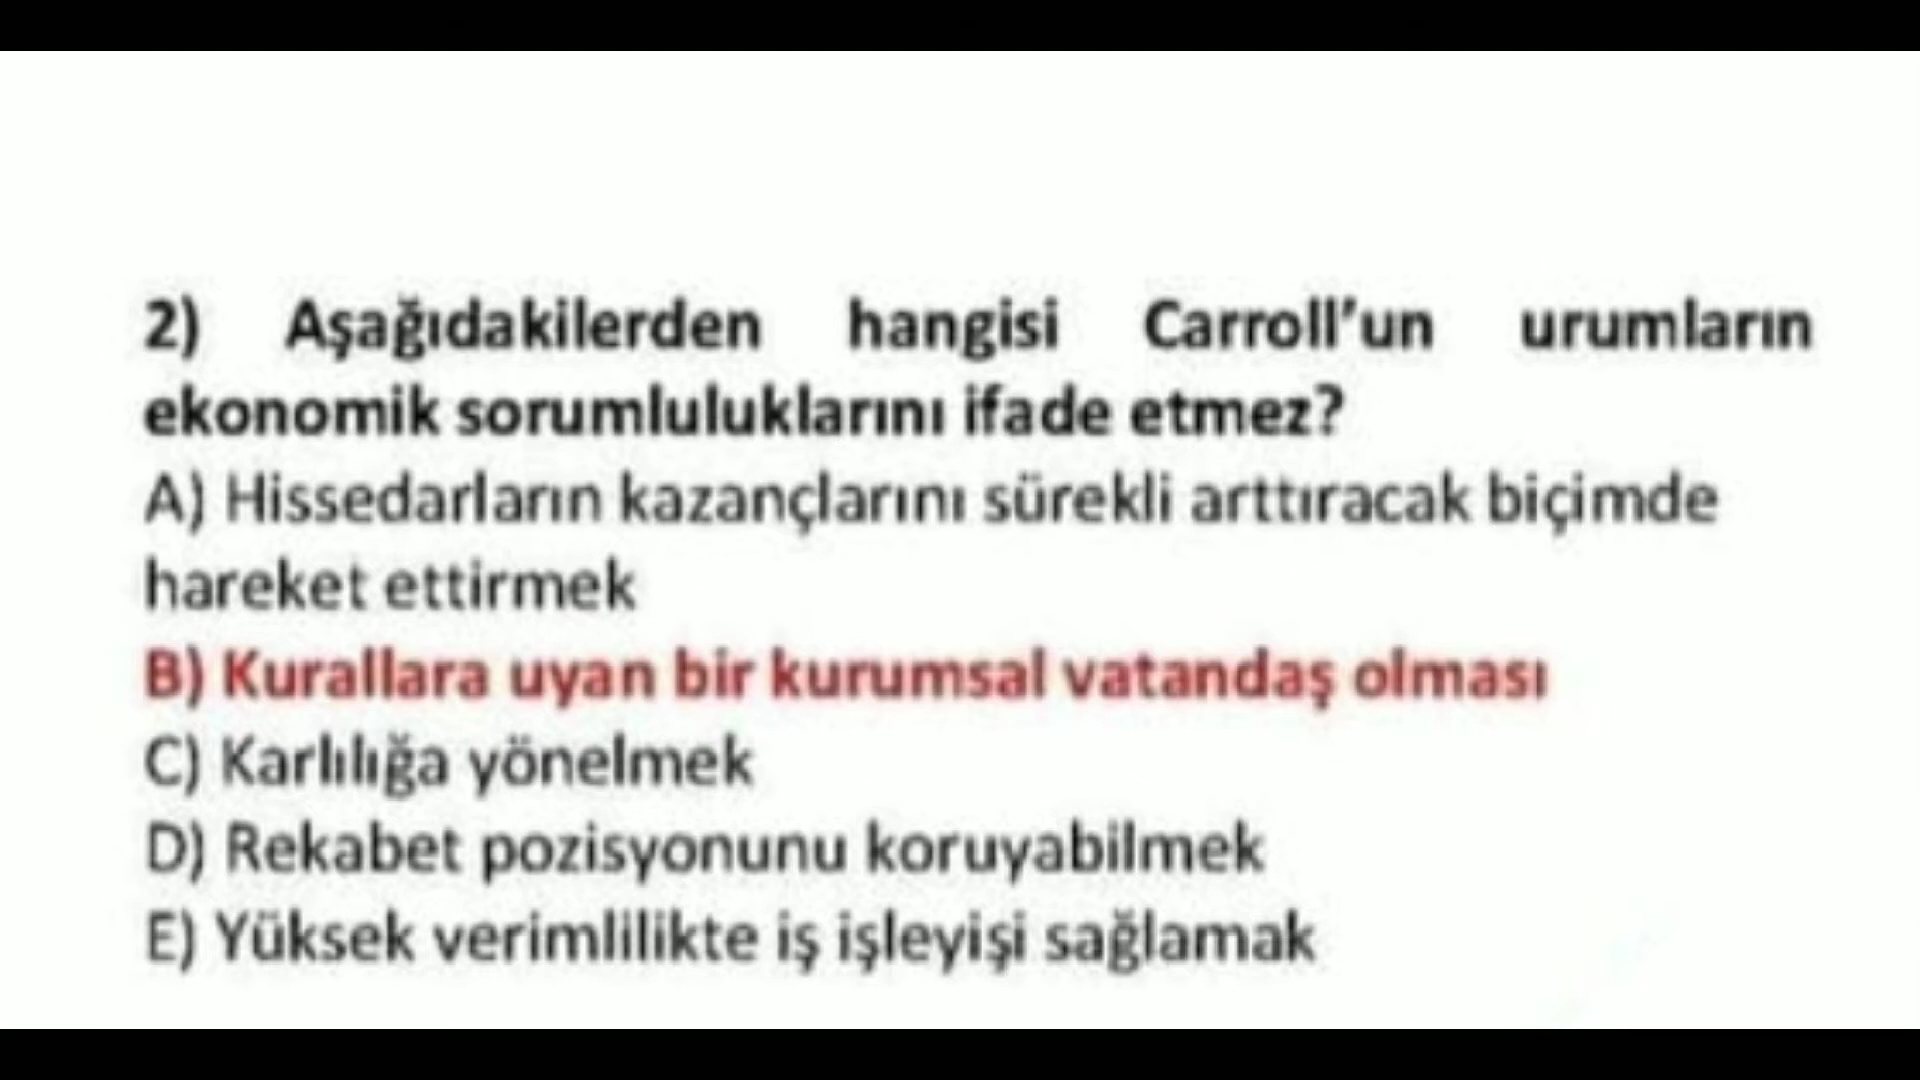 2) Aşağıdakilerden hangisi Carroll’un urumların
ekonomik sorumluluklarını ifade etmez?
A) Hissedarların kazançlarını sürekli arttıracak biçimde
hareket ettirmek
B) Kurallara uyan bir kurumsal vatandaş olması
C) Karlılığa yönelmek
D) Rekabet pozisyonunu koruyabilmek
E) Yüksek verimlilikte iş işleyişi sağlamak